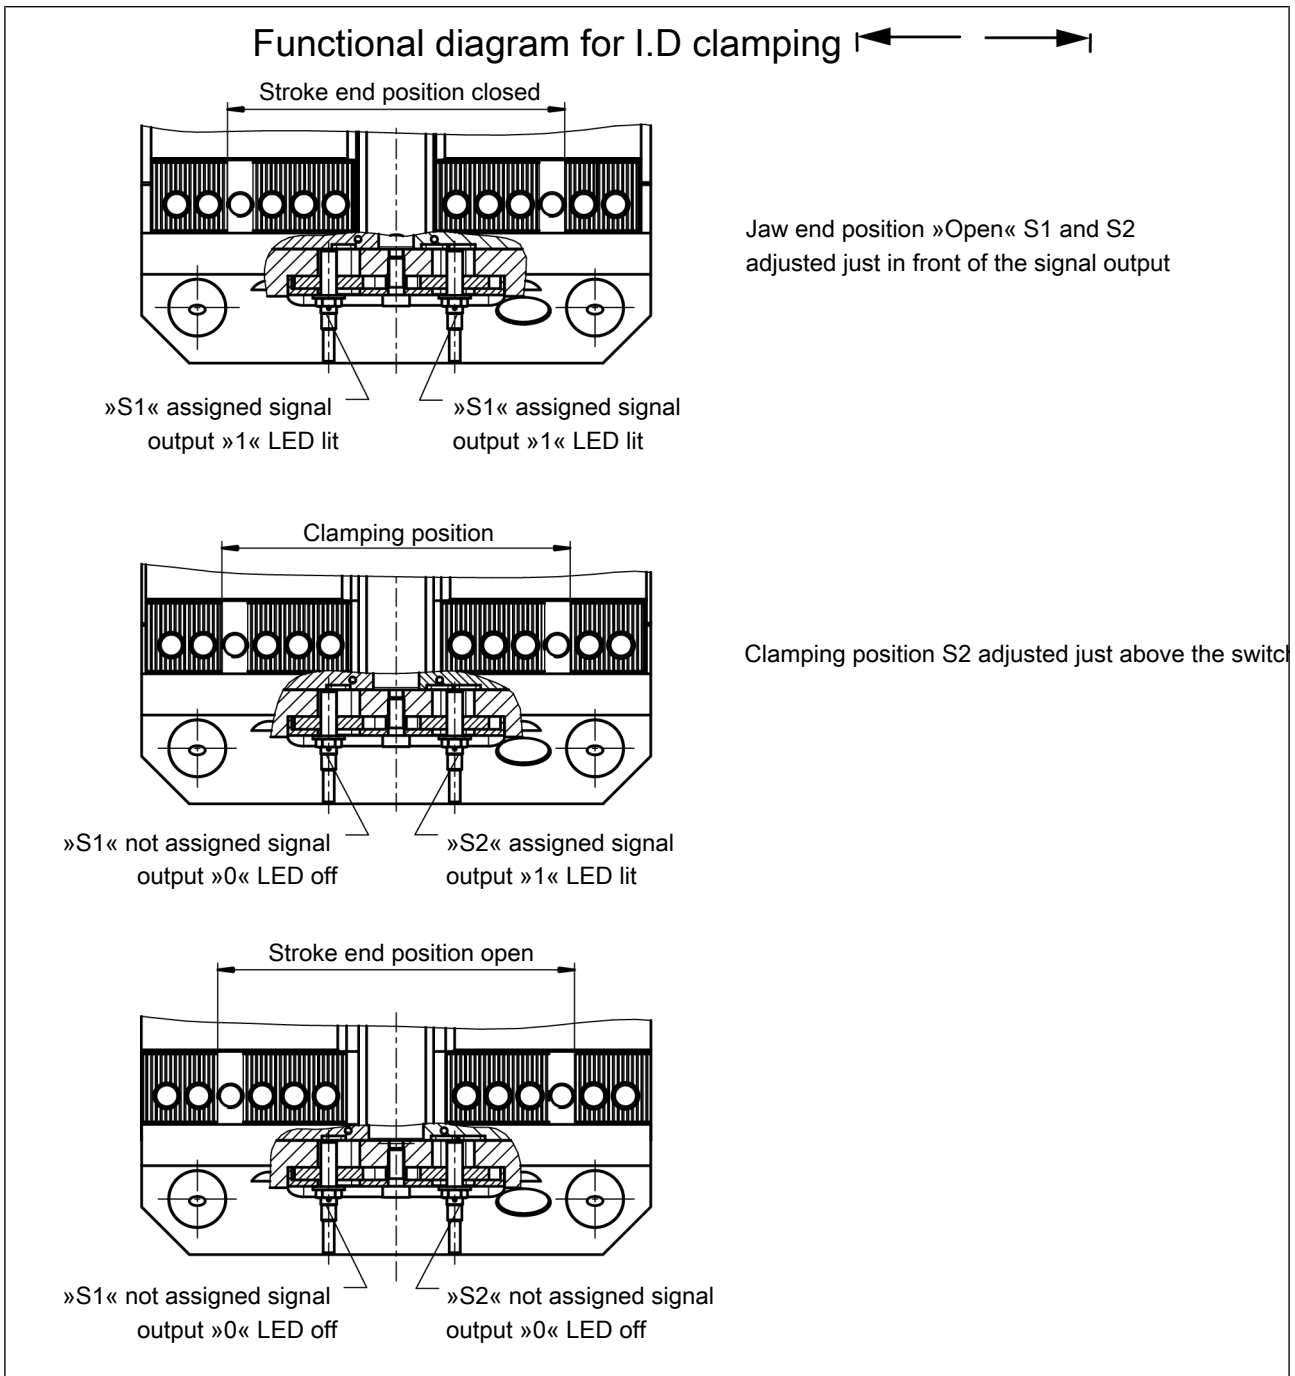 Functional diagram for I.D clamping
Stroke end position closed
Jaw end position »Open« S1 and S2
adjusted just in front of the signal output
»S1« assigned signal
output »1« LED lit
»S1« assigned signal
output »1« LED lit
Clamping position
Clamping position S2 adjusted just above the switch
»S1« not assigned signal
output »0« LED off
»S2« assigned signal
output »1« LED lit
Stroke end position open
»S1« not assigned signal
output »0« LED off
»S2« not assigned signal
output »0« LED off